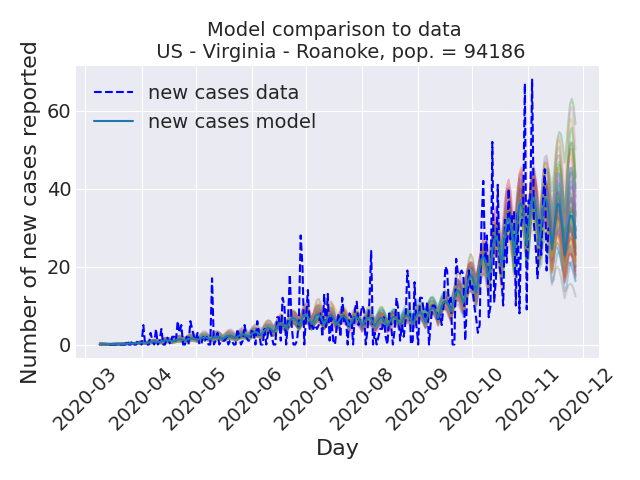 Model comparison to data
US - Virginia - Roanoke, pop. = 94186
new cases data
new cases model
Number of new cases reported
60
40
20
0
2020-03
2020-04
2020-05
2020-06
2020-07
2020-08
2020-09
2020-10
2020-11
2020-12
Day